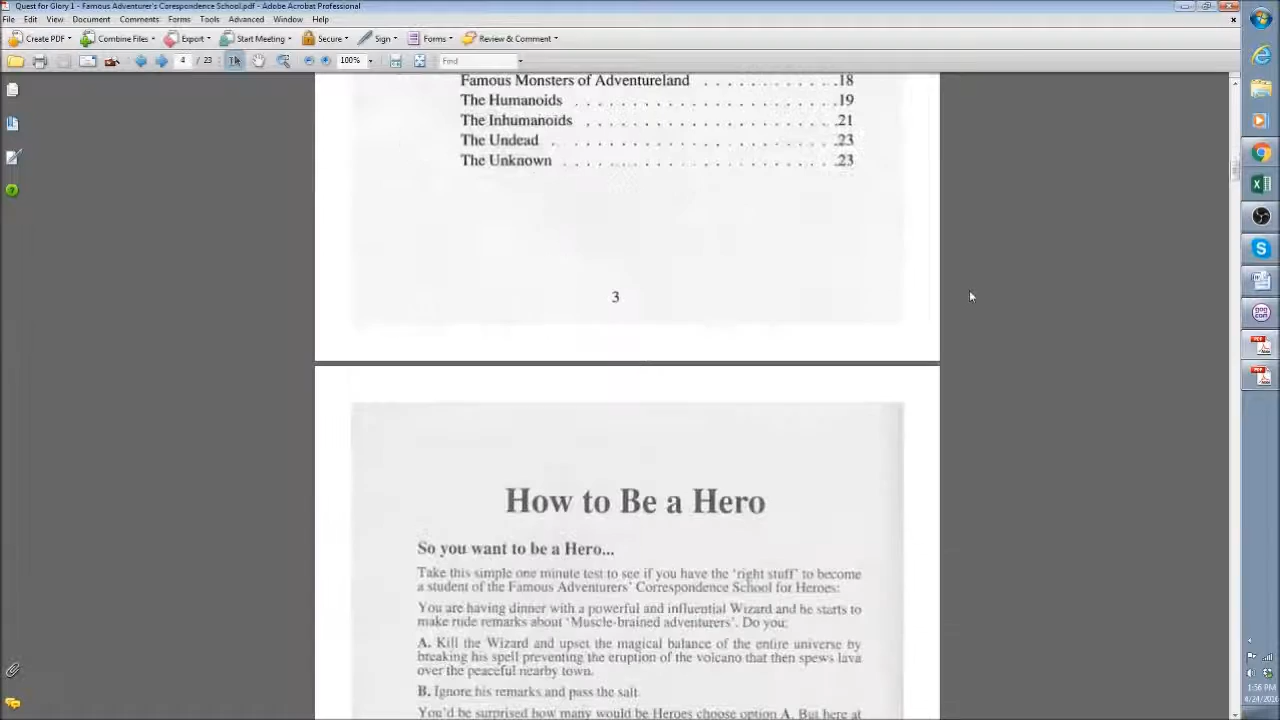 Quest for Glory 1 - Famous Adventurer's Corespondence School.pdf - Adobe Acrobat Professional
File Edit View Document Comments Forms Tools Advanced Window Help
Create PDF Combine Files Export Start Meeting Secure Sign Forms Review & Comment
4 / 23 100% Find
Famous Monsters of Adventureland . . . . . . . . . . . .18
The Humanoids . . . . . . . . . . . . . . . . . . . . . . .19
The Inhumanoids . . . . . . . . . . . . . . . . . . . . . .21
The Undead . . . . . . . . . . . . . . . . . . . . . . . . .23
The Unknown . . . . . . . . . . . . . . . . . . . . . . . .23
3
How to Be a Hero
So you want to be a Hero...
Take this simple one minute test to see if you have the 'right stuff' to become
a student of the Famous Adventurers' Correspondence School for Heroes:
You are having dinner with a powerful and influential Wizard and he starts to
make rude remarks about 'Muscle-brained adventurers'. Do you:
A. Kill the Wizard and upset the magical balance of the entire universe by
breaking his spell preventing the eruption of the volcano that then spews lava
over the peaceful nearby town.
B. Ignore his remarks and pass the salt.
You'd be surprised how many would be Heroes choose option A. But here at
1:56 PM